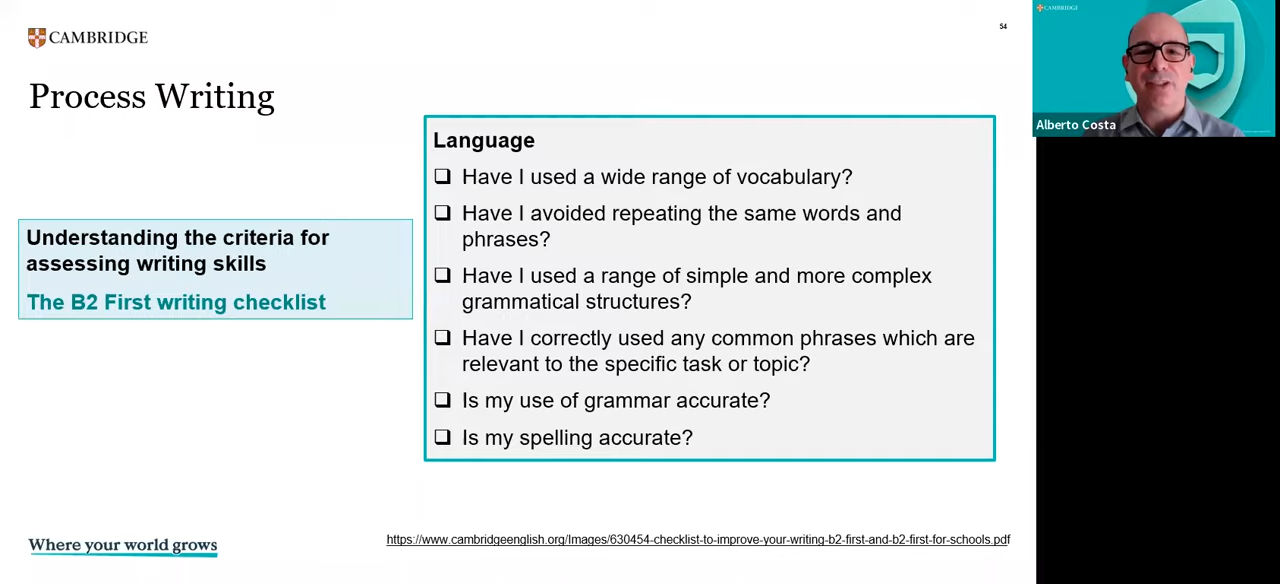 CAMBRIDGE
54
CAMBRIDGE
Alberto Costa
Process Writing
Understanding the criteria for
assessing writing skills
The B2 First writing checklist
Language
❑ Have I used a wide range of vocabulary?
❑ Have I avoided repeating the same words and
phrases?
❑ Have I used a range of simple and more complex
grammatical structures?
❑ Have I correctly used any common phrases which are
relevant to the specific task or topic?
❑ Is my use of grammar accurate?
❑ Is my spelling accurate?
Where your world grows
https://www.cambridgeenglish.org/Images/630454-checklist-to-improve-your-writing-b2-first-and-b2-first-for-schools.pdf